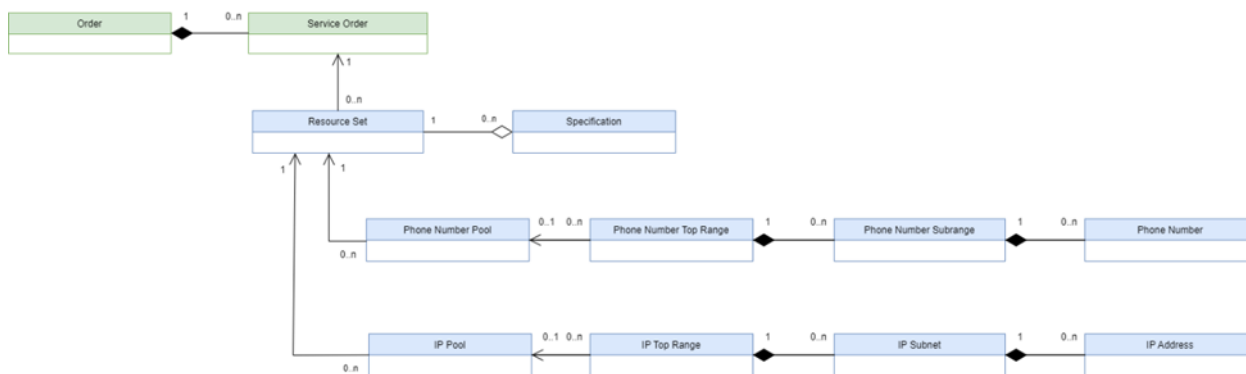 Order
1
0..n
Service Order
1
0..n
Resource Set
1
0..n
Specification
1
1
Phone Number Pool
0..1
0..n
Phone Number Top Range
1
0..n
Phone Number Subrange
1
0..n
Phone Number
0..n
IP Pool
0..1
0..n
IP Top Range
1
0..n
IP Subnet
1
0..n
IP Address
0..n